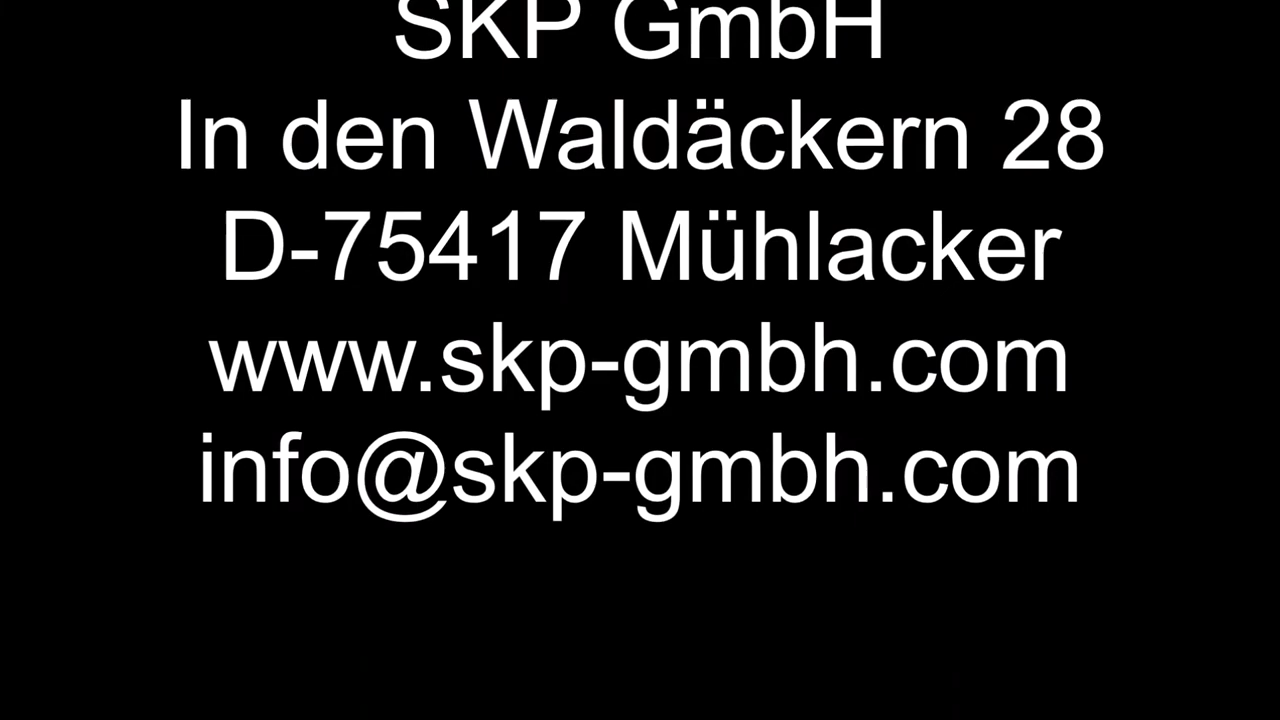 SKP GmbH
In den Waldäckern 28
D-75417 Mühlacker
www.skp-gmbh.com
info@skp-gmbh.com